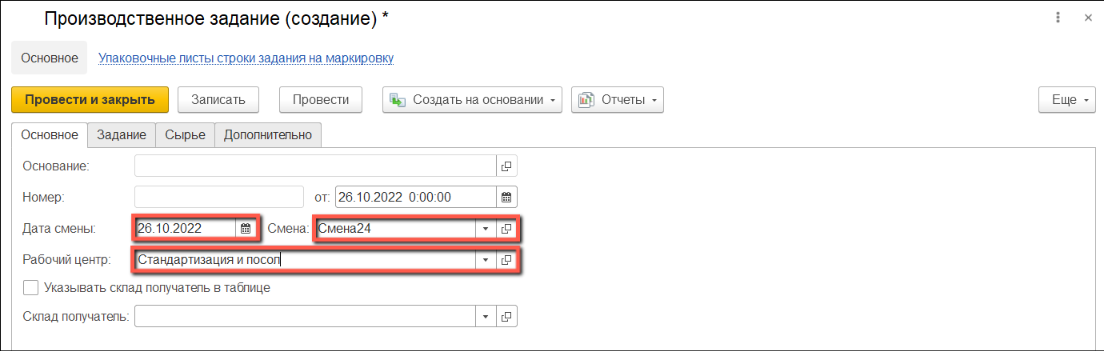 Производственное задание (создание) *
Основное Упаковочные листы строки задания на маркировку
Провести и закрыть Записать Провести Создать на основании Отчеты Еще
Основное Задание Сырье Дополнительно
Основание:
Номер: от: 26.10.2022 0:00:00
Дата смены: 26.10.2022 Смена: Смена24
Рабочий центр: Стандартизация и посол
Указывать склад получатель в таблице
Склад получатель: